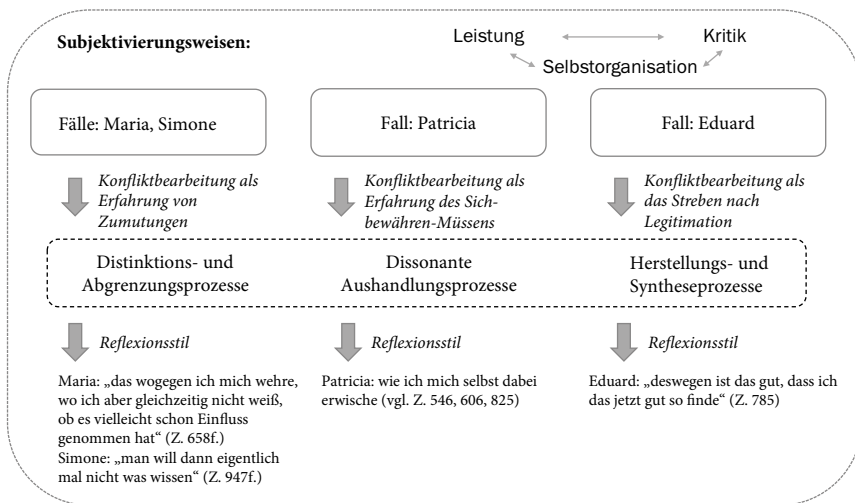 Subjektivierungsweisen:
Leistung
Kritik
Selbstorganisation
Fälle: Maria, Simone
Fall: Patricia
Fall: Eduard
Konfliktbearbeitung als
Erfahrung von
Zumutungen
Konfliktbearbeitung als
Erfahrung des Sich-
bewähren-Müssens
Konfliktbearbeitung als
das Streben nach
Legitimation
Distinktions- und
Abgrenzungsprozesse
Dissonante
Aushandlungsprozesse
Herstellungs- und
Syntheseprozesse
Reflexionsstil
Reflexionsstil
Reflexionsstil
Maria: „das wogegen ich mich wehre,
wo ich aber gleichzeitig nicht weiß,
ob es vielleicht schon Einfluss
genommen hat“ (Z. 658f.)
Simone: „man will dann eigentlich
mal nicht was wissen“ (Z. 947f.)
Patricia: wie ich mich selbst dabei
erwische (vgl. Z. 546, 606, 825)
Eduard: „deswegen ist das gut, dass ich
das jetzt gut so finde“ (Z. 785)